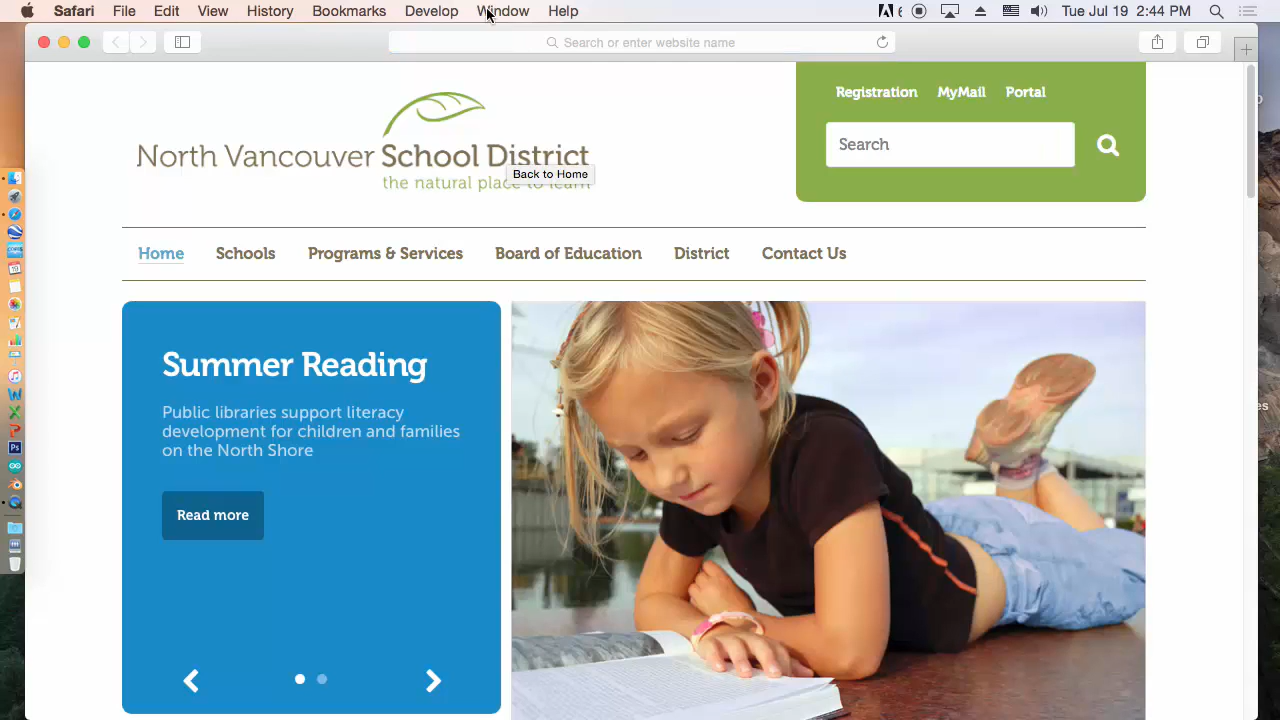 Safari File Edit View History Bookmarks Develop Window Help 6 Tue Jul 19 2:44 PM
Search or enter website name
Registration MyMail Portal
Search
North Vancouver School District
the natural place to learn
Back to Home
Home Schools Programs & Services Board of Education District Contact Us
Summer Reading
Public libraries support literacy
development for children and families
on the North Shore
Read more